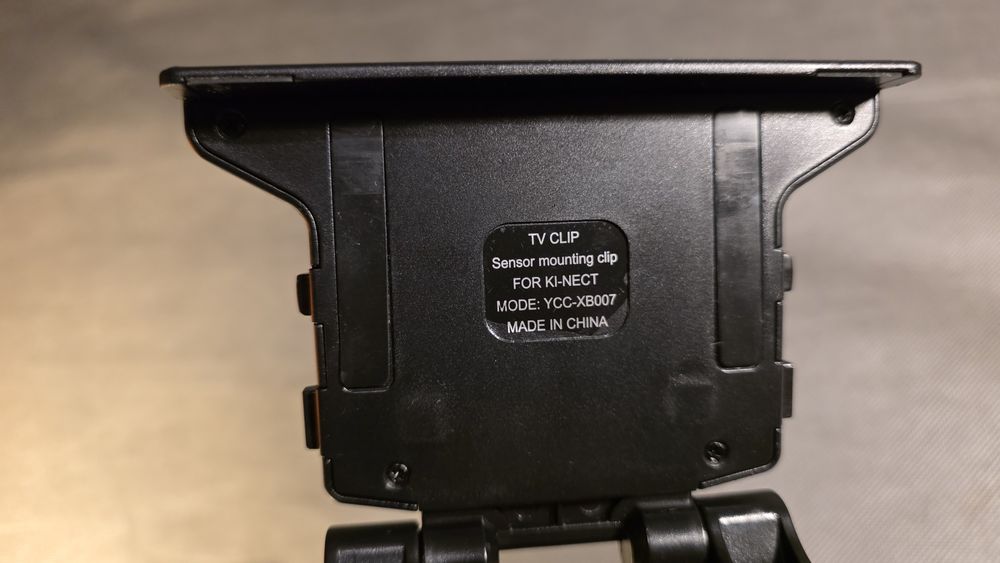 TV CLIP
Sensor mounting clip
FOR KI-NECT
MODE: YCC-XB007
MADE IN CHINA